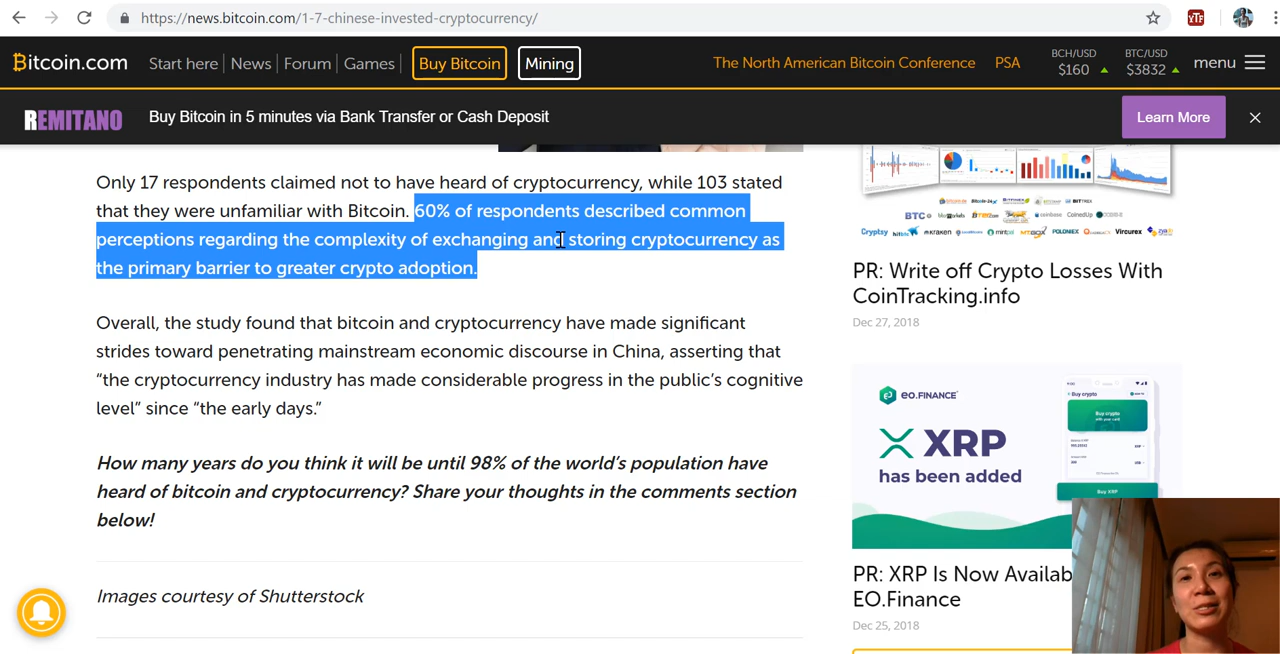 https://news.bitcoin.com/1-7-chinese-invested-cryptocurrency/
Bitcoin.com
Start here
News
Forum
Games
Buy Bitcoin
Mining
The North American Bitcoin Conference
PSA
BCH/USD
$160
BTC/USD
$3832
menu
REMITANO
Buy Bitcoin in 5 minutes via Bank Transfer or Cash Deposit
Learn More
Only 17 respondents claimed not to have heard of cryptocurrency, while 103 stated
that they were unfamiliar with Bitcoin. 60% of respondents described common
perceptions regarding the complexity of exchanging and storing cryptocurrency as
the primary barrier to greater crypto adoption.
Overall, the study found that bitcoin and cryptocurrency have made significant
strides toward penetrating mainstream economic discourse in China, asserting that
“the cryptocurrency industry has made considerable progress in the public’s cognitive
level” since “the early days.”
How many years do you think it will be until 98% of the world’s population have
heard of bitcoin and cryptocurrency? Share your thoughts in the comments section
below!
Images courtesy of Shutterstock
PR: Write off Crypto Losses With
CoinTracking.info
Dec 27, 2018
EO.FINANCE
XRP
has been added
Buy crypto
Buy XRP
PR: XRP Is Now Availab
EO.Finance
Dec 25, 2018